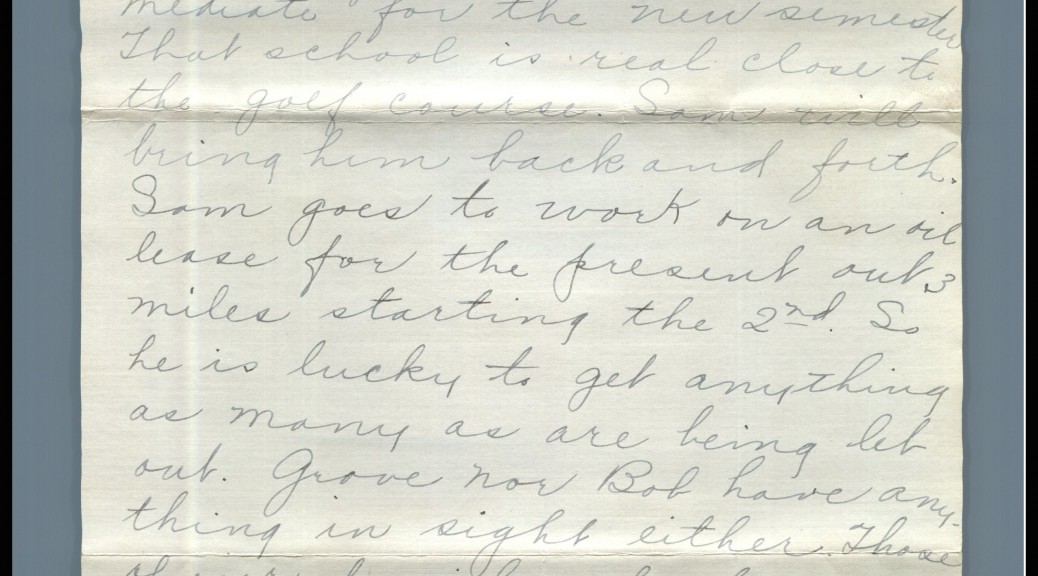 mediate for the new semester
That school is real close to
the golf course. Sam will
bring him back and forth.
Sam goes to work on an oil
lease for the present out 3
miles starting the 2nd. So
he is lucky to get anything
as many as are being let
out. Grove nor Bob have any-
thing in sight either. Those